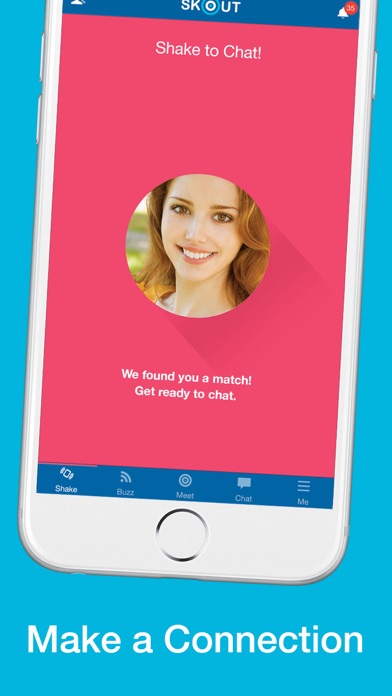 SKOUT
35
Shake to Chat!
We found you a match!
Get ready to chat.
Shake
Buzz
Meet
Chat
Me
Make a Connection